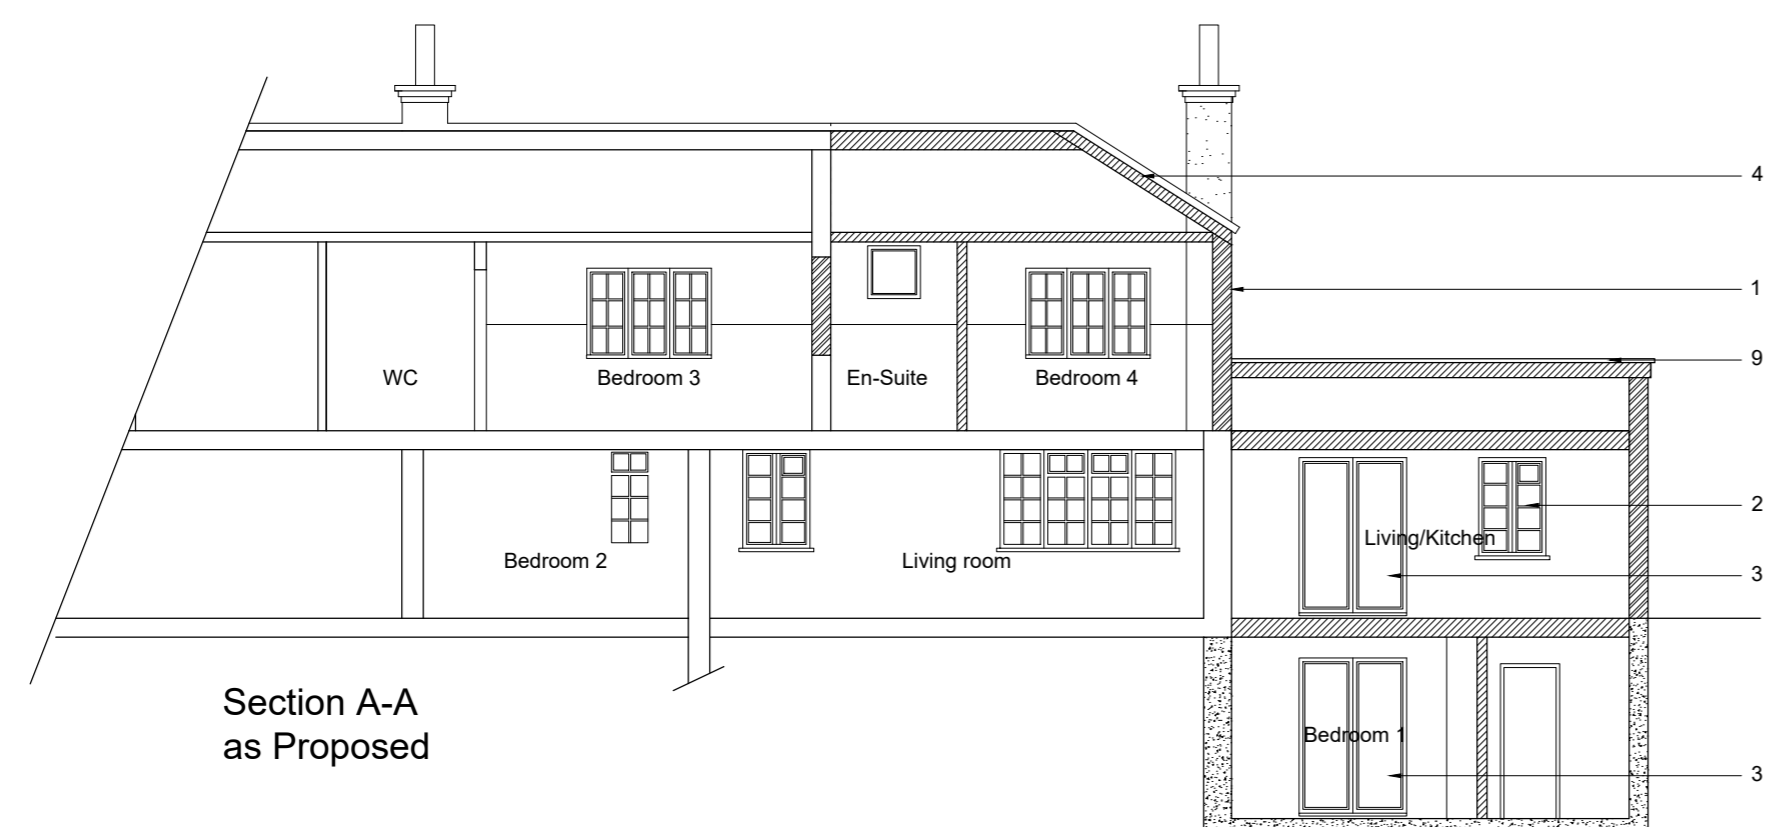 4
1
9
WC
Bedroom 3
En-Suite
Bedroom 4
2
Living/Kitchen
Bedroom 2
Living room
3
Section A-A
as Proposed
Bedroom 1
3